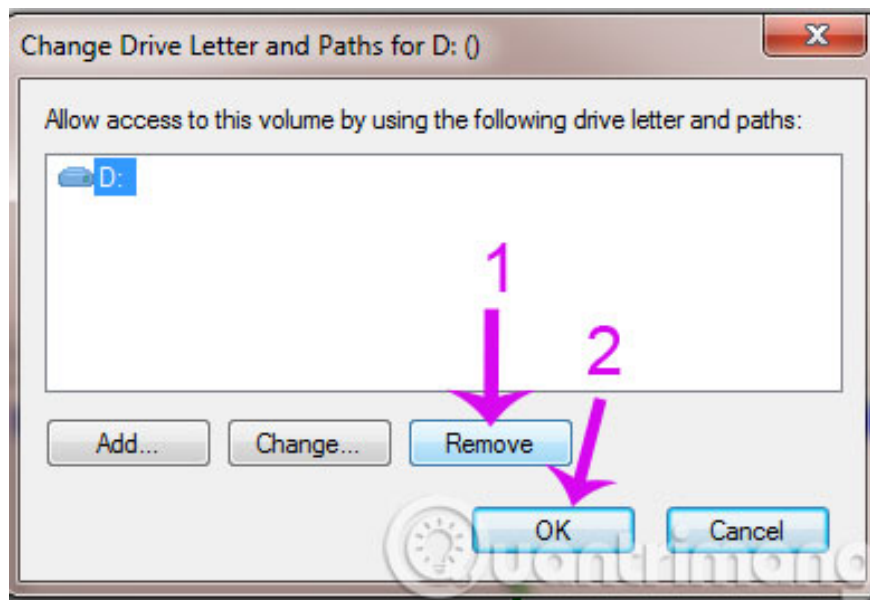 Change Drive Letter and Paths for D: ()
Allow access to this volume by using the following drive letter and paths:
D:
1
2
Add...
Change...
Remove
OK
Cancel
Quantrimang